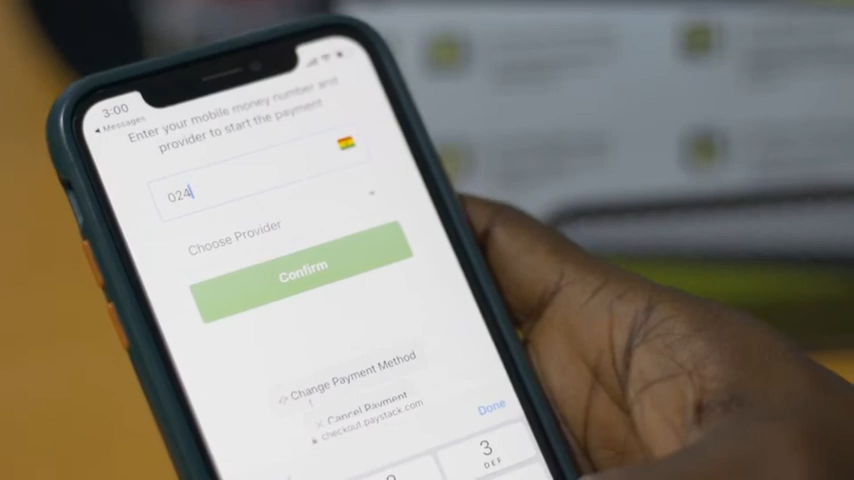 3:00
◀ Messages
Enter your mobile money number and
provider to start the payment
024
Choose Provider
Confirm
Change Payment Method
× Cancel Payment
checkout.paystack.com
Done
3
DEF